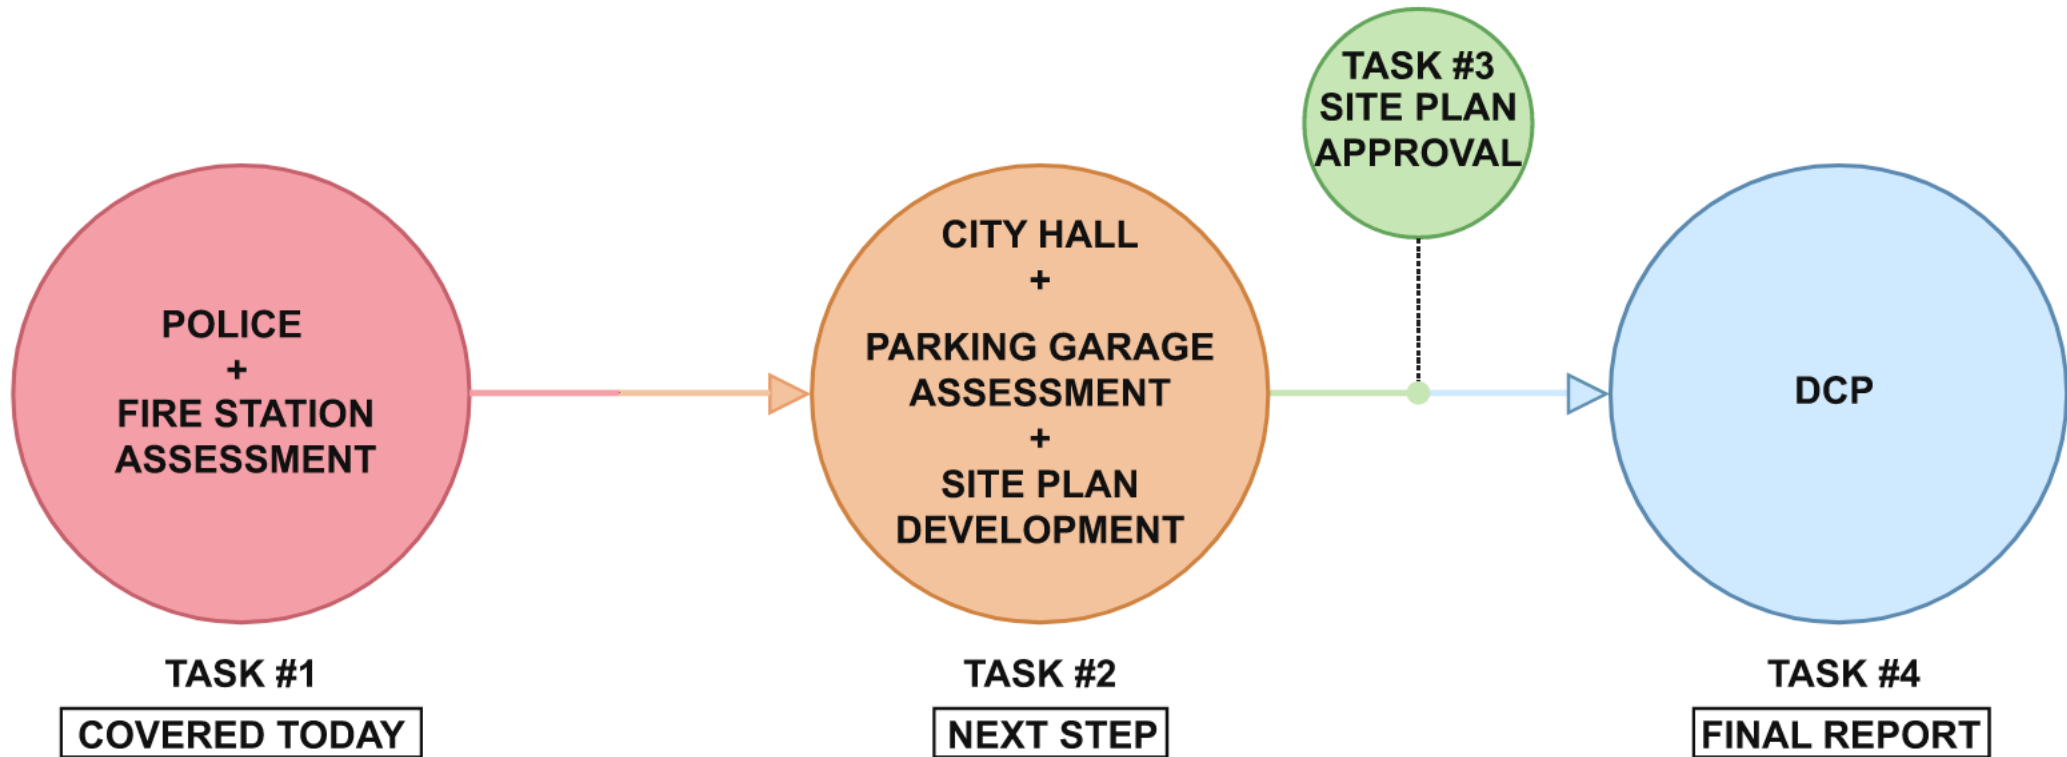 POLICE
+
FIRE STATION
ASSESSMENT
TASK #1
COVERED TODAY
CITY HALL
+
PARKING GARAGE
ASSESSMENT
+
SITE PLAN
DEVELOPMENT
TASK #2
NEXT STEP
TASK #3
SITE PLAN
APPROVAL
DCP
TASK #4
FINAL REPORT